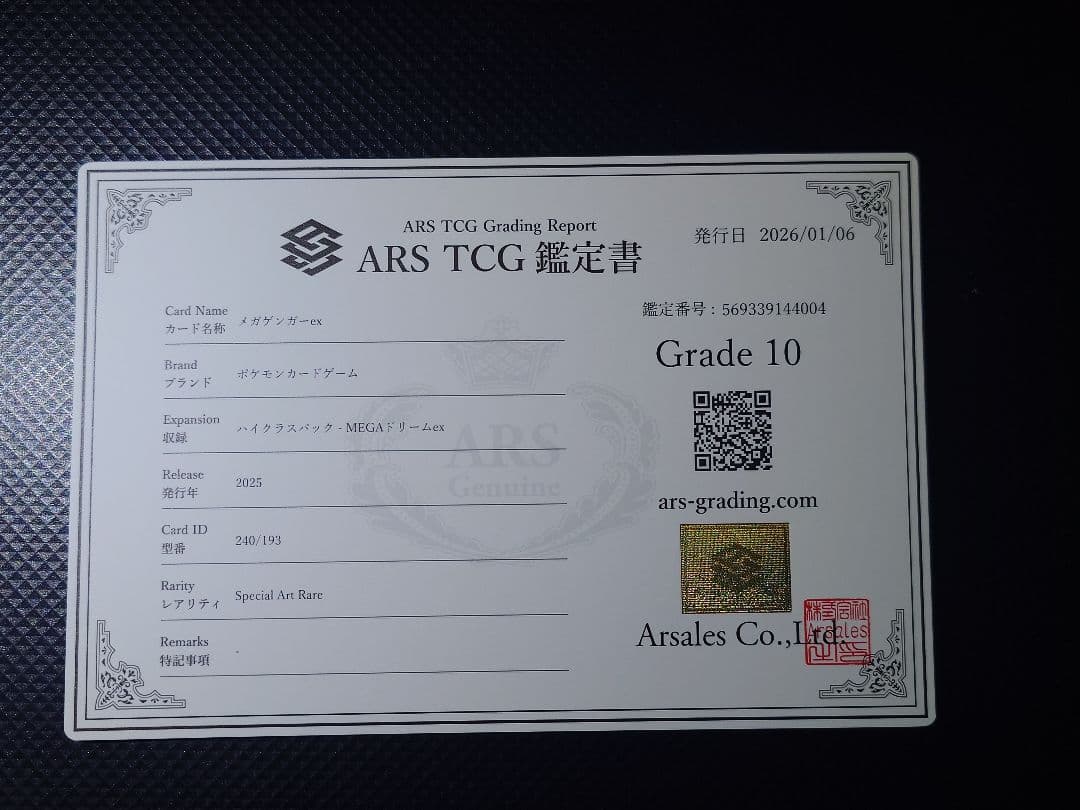 ARS TCG Grading Report
ARS TCG 鑑定書
発行日 2026/01/06
Card Name
カード名称
メガゲンガーex
Brand
ブランド
ポケモンカードゲーム
Expansion
収録
ハイクラスパック - MEGAドリームex
Release
発行年
2025
Card ID
型番
240/193
Rarity
レアリティ
Special Art Rare
Remarks
特記事項
-
ARS
Genuine
鑑定番号：569339144004
Grade 10
ars-grading.com
Arsales Co.,Ltd.
株式会社
Arsales